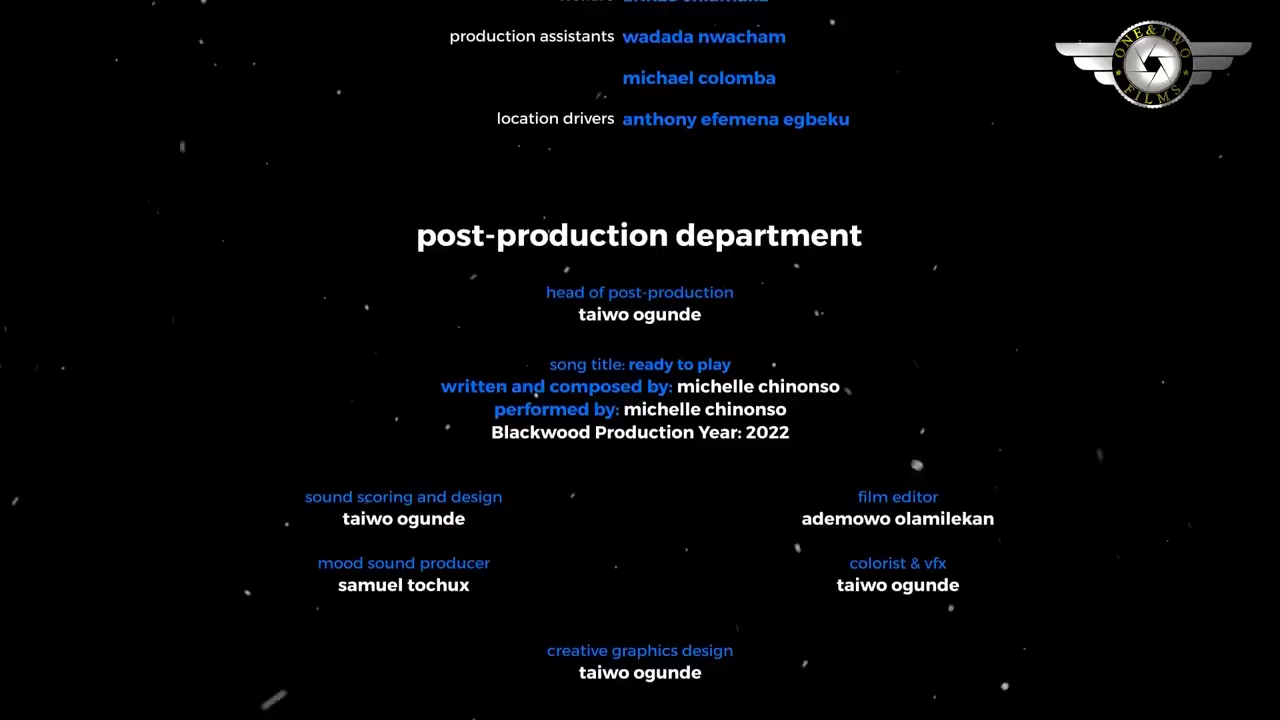 production assistants wadada nwacham
michael colomba
location drivers anthony efemena egbeku
ONE&TWO
FILMS
post-production department
head of post-production
taiwo ogunde
song title: ready to play
written and composed by: michelle chinonso
performed by: michelle chinonso
Blackwood Production Year: 2022
sound scoring and design
taiwo ogunde
film editor
ademowo olamilekan
mood sound producer
samuel tochux
colorist & vfx
taiwo ogunde
creative graphics design
taiwo ogunde